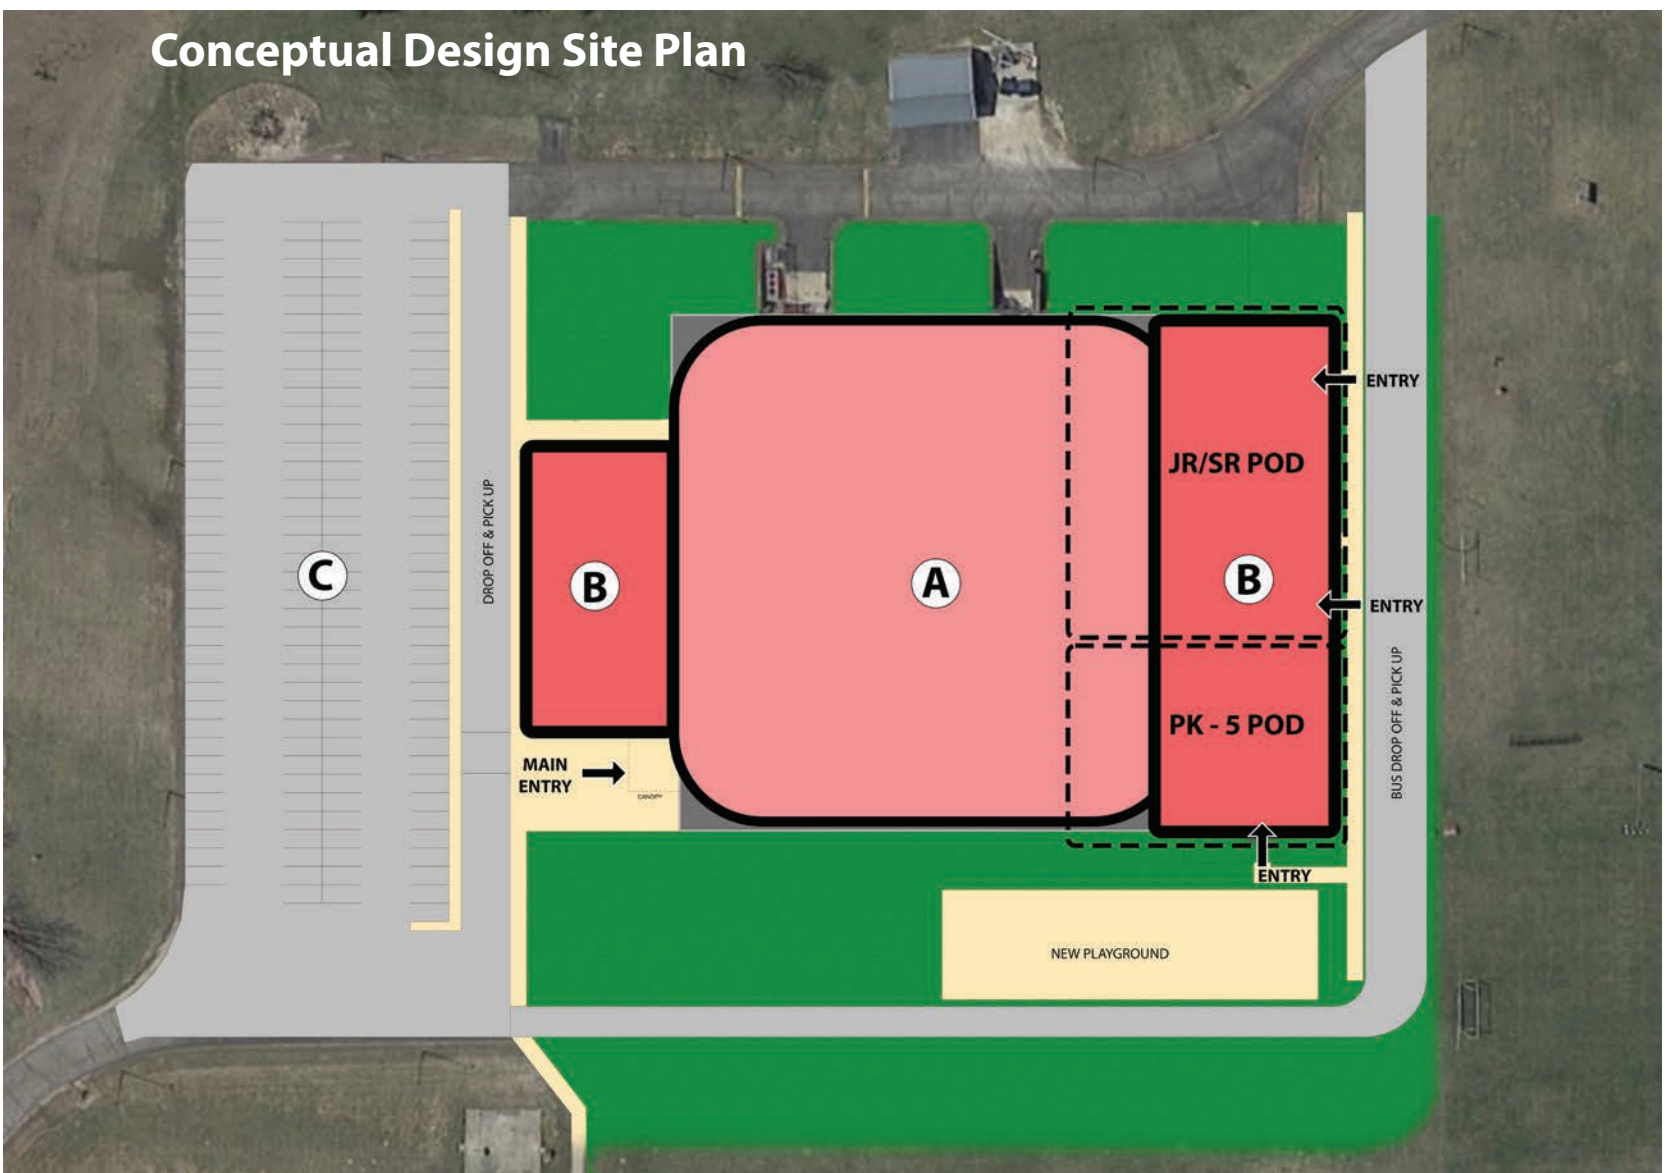 Conceptual Design Site Plan
ENTRY
JR/SR POD
DROP OFF & PICK UP
C
B
A
B
ENTRY
BUS DROP OFF & PICK UP
PK - 5 POD
MAIN
ENTRY
CANOPY
ENTRY
NEW PLAYGROUND